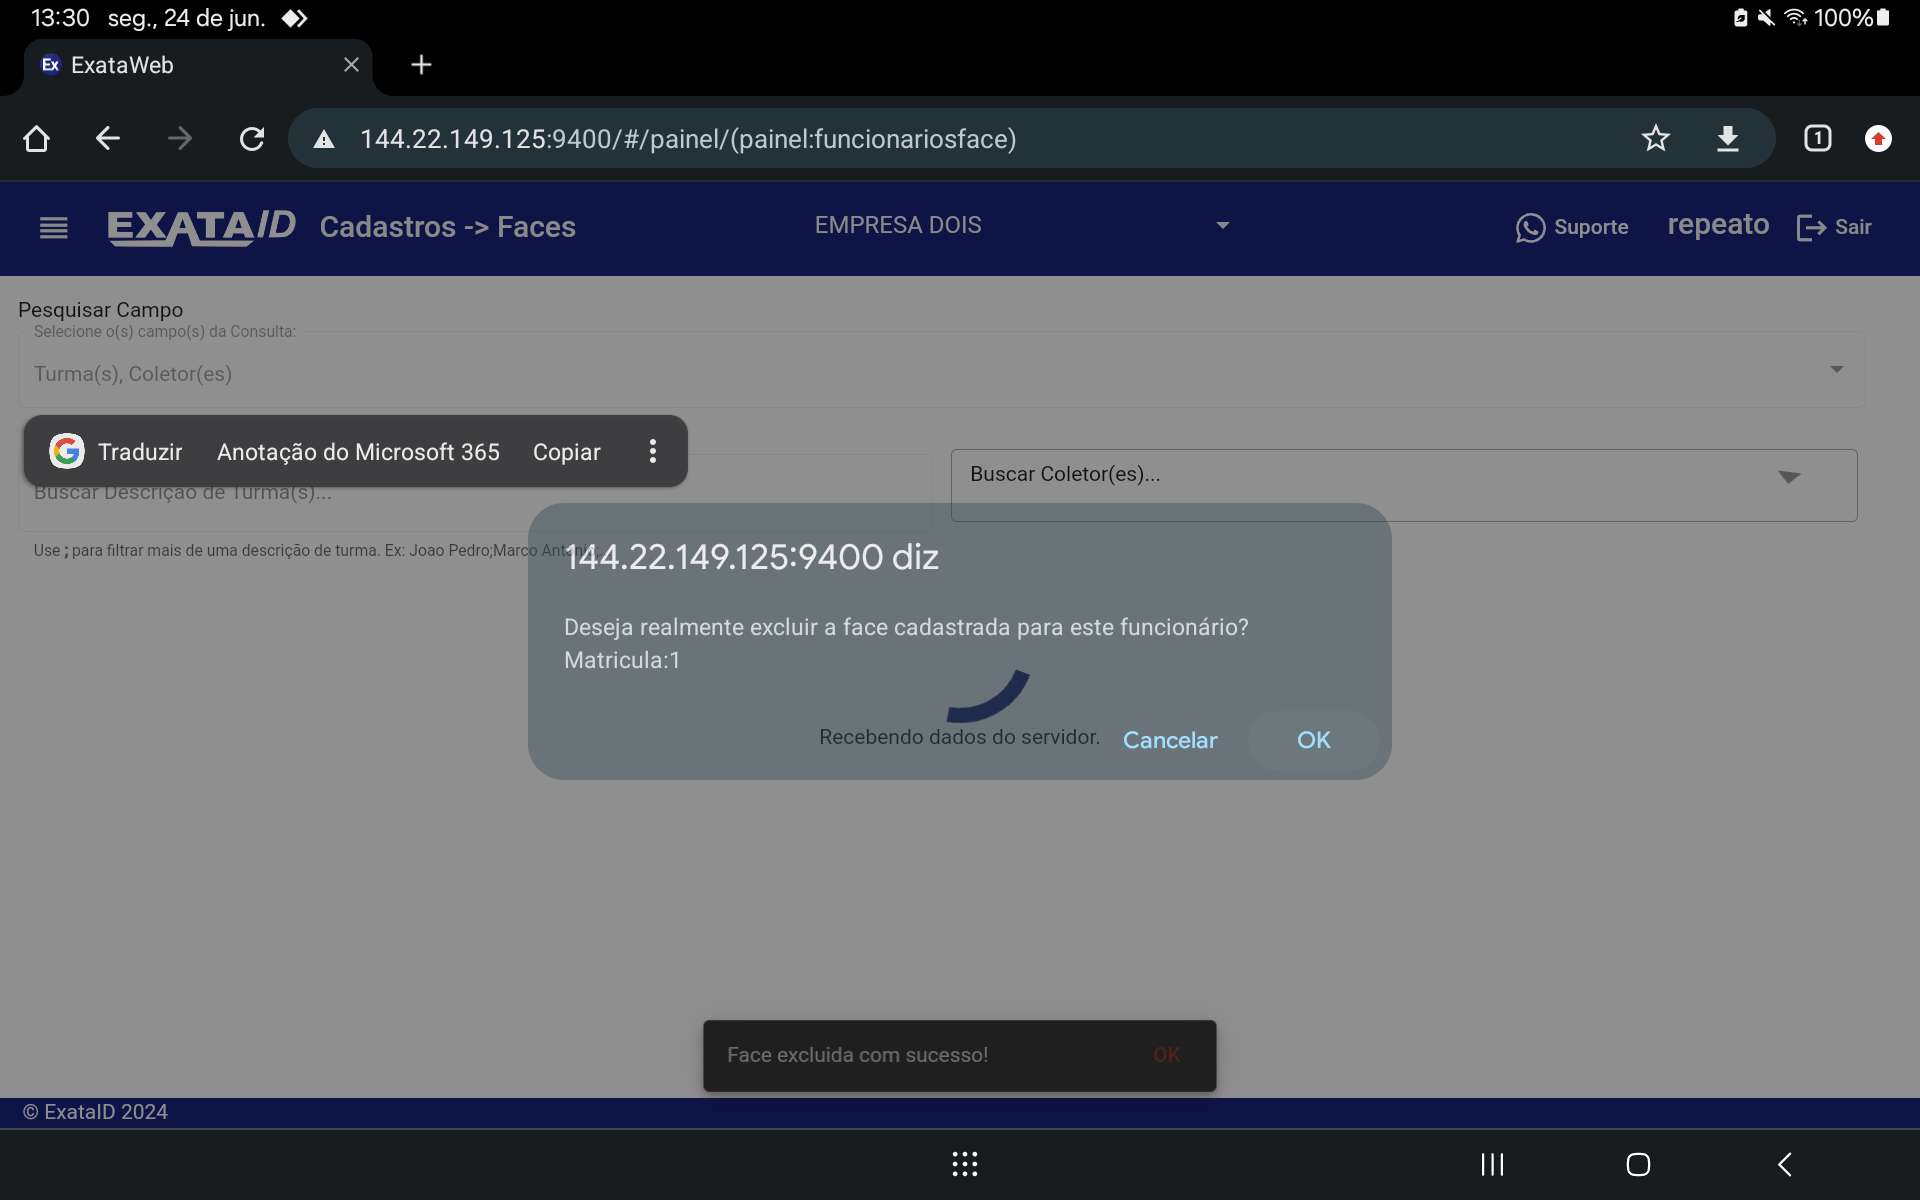 13:30 seg., 24 de jun. 100%
Ex ExataWeb
144.22.149.125:9400/#/painel/(painel:funcionariosface) 1
EXATAID Cadastros -> Faces EMPRESA DOIS Suporte repeato Sair
Pesquisar Campo
Selecione o(s) campo(s) da Consulta:
Turma(s), Coletor(es)
G Traduzir Anotação do Microsoft 365 Copiar
Buscar Descrição de Turma(s)...
Buscar Coletor(es)...
Use ; para filtrar mais de uma descrição de turma. Ex: Joao Pedro;Marco
144.22.149.125:9400 diz
Deseja realmente excluir a face cadastrada para este funcionário?
Matricula:1
Recebendo dados do servidor. Cancelar OK
Face excluida com sucesso! OK
© ExataID 2024